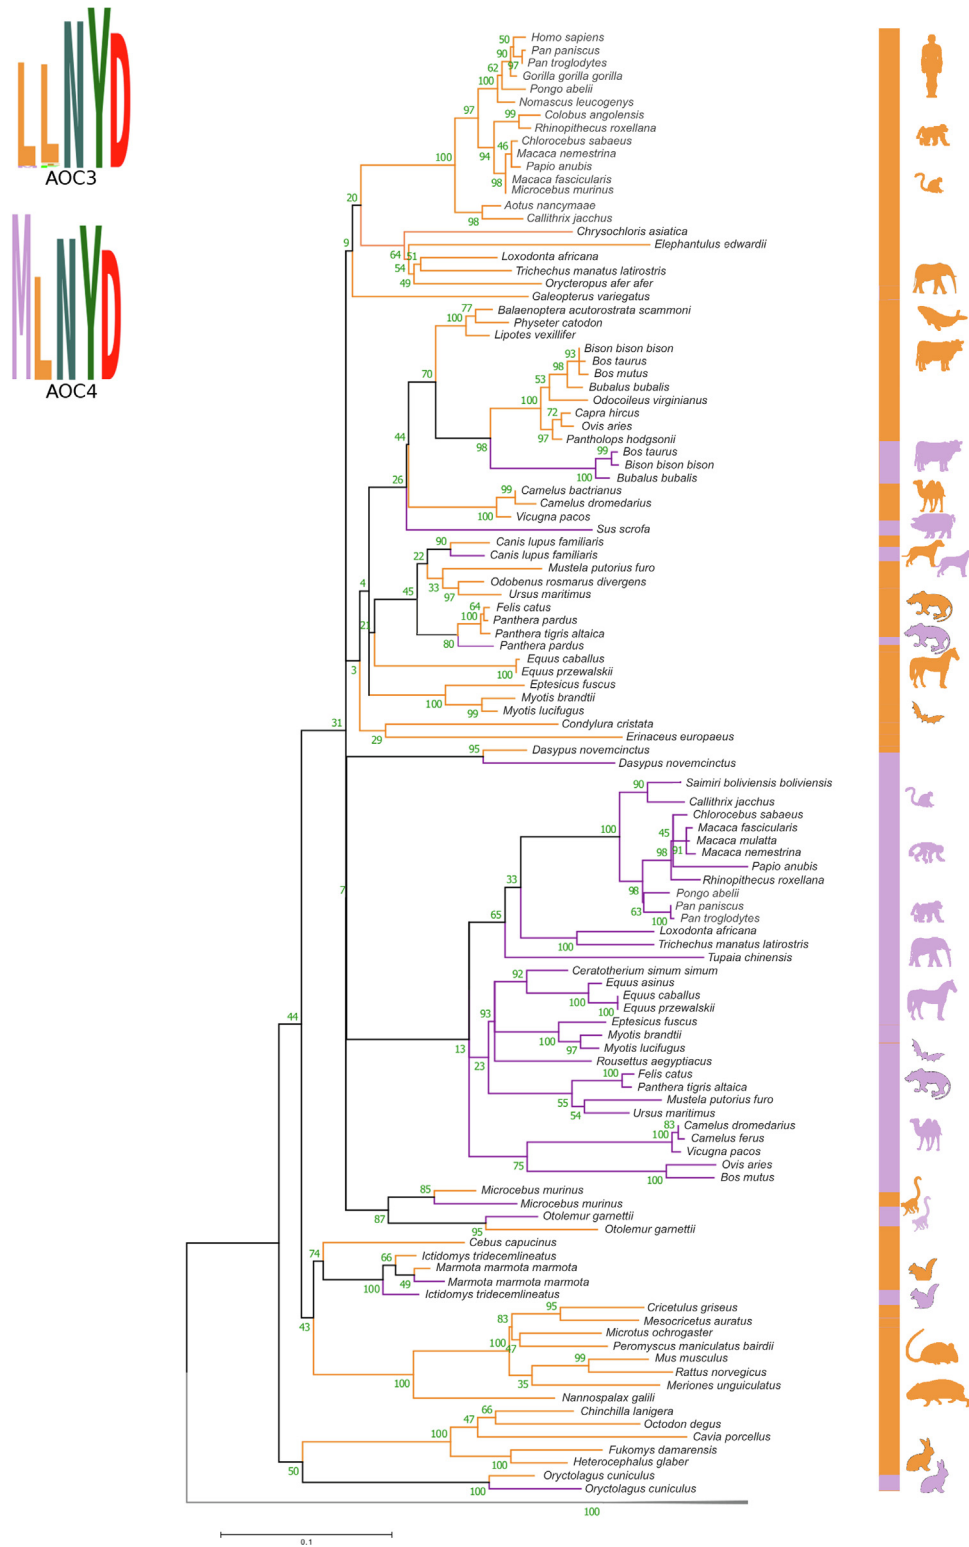 LLNYD
AOC3
MLNYD
AOC4
50
Homo sapiens
Pan paniscus
90
97
Pan troglodytes
62
Gorilla gorilla gorilla
100
Pongo abelii
Nomascus leucogenys
97
99
Colobus angolensis
Rhinopithecus roxellana
46
Chlorocebus sabaeus
94
Macaca nemestrina
100
Papio anubis
98
Macaca fascicularis
Microcebus murinus
20
Aotus nancymaae
98
Callithrix jacchus
Chrysochloris asiatica
9
Elephantulus edwardii
64
51
Loxodonta africana
54
Trichechus manatus latirostris
49
Orycteropus afer afer
Galeopterus variegatus
77
Balaenoptera acutorostrata scammoni
100
Physeter catodon
Lipotes vexillifer
93
Bison bison bison
98
Bos taurus
70
Bos mutus
53
Bubalus bubalis
100
Odocoileus virginianus
72
Capra hircus
Ovis aries
97
Pantholops hodgsonii
44
98
99
Bos taurus
Bison bison bison
100
Bubalus bubalis
26
99
Camelus bactrianus
Camelus dromedarius
100
Vicugna pacos
Sus scrofa
90
Canis lupus familiaris
22
Canis lupus familiaris
Mustela putorius furo
4
33
Odobenus rosmarus divergens
45
97
Ursus maritimus
64
Felis catus
100
Panthera pardus
21
Panthera tigris altaica
80
Panthera pardus
3
Equus caballus
100
Equus przewalskii
Eptesicus fuscus
100
Myotis brandtii
99
Myotis lucifugus
31
Condylura cristata
29
Erinaceus europaeus
95
Dasypus novemcinctus
Dasypus novemcinctus
90
Saimiri boliviensis boliviensis
Callithrix jacchus
100
Chlorocebus sabaeus
45
Macaca fascicularis
Macaca mulatta
98
91
Macaca nemestrina
Papio anubis
33
Rhinopithecus roxellana
7
98
Pongo abelii
63
Pan paniscus
100
Pan troglodytes
65
Loxodonta africana
100
Trichechus manatus latirostris
Tupaia chinensis
92
Ceratotherium simum simum
Equus asinus
100
Equus caballus
100
Equus przewalskii
44
93
Eptesicus fuscus
100
Myotis brandtii
13
97
Myotis lucifugus
23
Rousettus aegyptiacus
100
Felis catus
Panthera tigris altaica
55
Mustela putorius furo
54
Ursus maritimus
83
Camelus dromedarius
100
Camelus ferus
Vicugna pacos
75
Ovis aries
100
Bos mutus
85
Microcebus murinus
Microcebus murinus
87
Otolemur garnettii
95
Otolemur garnettii
Cebus capucinus
74
66
Ictidomys tridecemlineatus
Marmota marmota marmota
49
Marmota marmota marmota
100
Ictidomys tridecemlineatus
43
95
Cricetulus griseus
83
Mesocricetus auratus
Microtus ochrogaster
100
47
Peromyscus maniculatus bairdii
99
Mus musculus
Rattus norvegicus
100
35
Meriones unguiculatus
Nannospalax galili
66
Chinchilla lanigera
47
Octodon degus
100
Cavia porcellus
Fukomys damarensis
100
Heterocephalus glaber
50
Oryctolagus cuniculus
100
Oryctolagus cuniculus
100
0.1